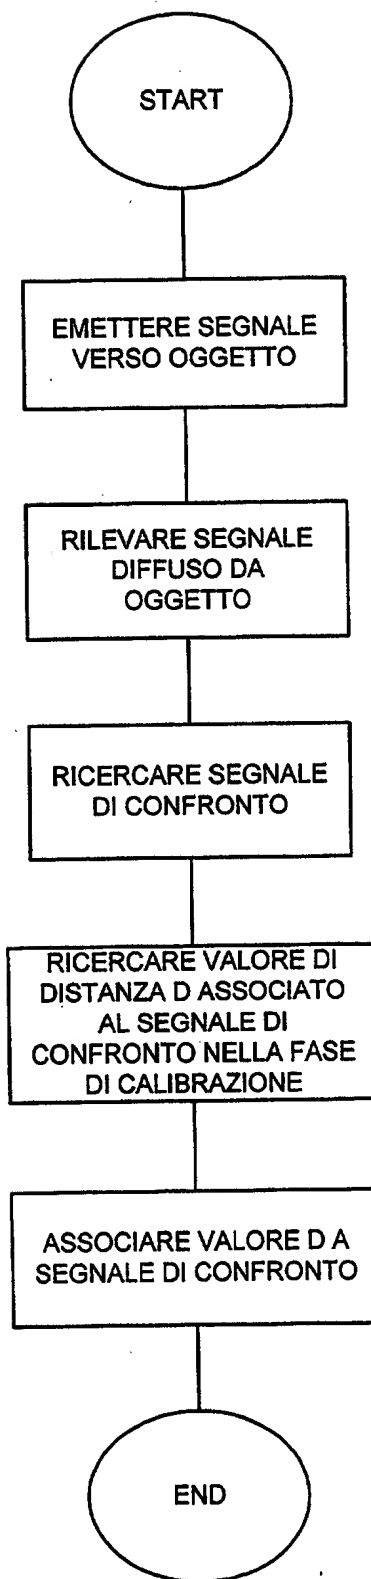 START
EMETTERE SEGNALE
VERSO OGGETTO
RILEVARE SEGNALE
DIFFUSO DA
OGGETTO
RICERCARE SEGNALE
DI CONFRONTO
RICERCARE VALORE DI
DISTANZA D ASSOCIATO
AL SEGNALE DI
CONFRONTO NELLA FASE
DI CALIBRAZIONE
ASSOCIARE VALORE D A
SEGNALE DI CONFRONTO
END